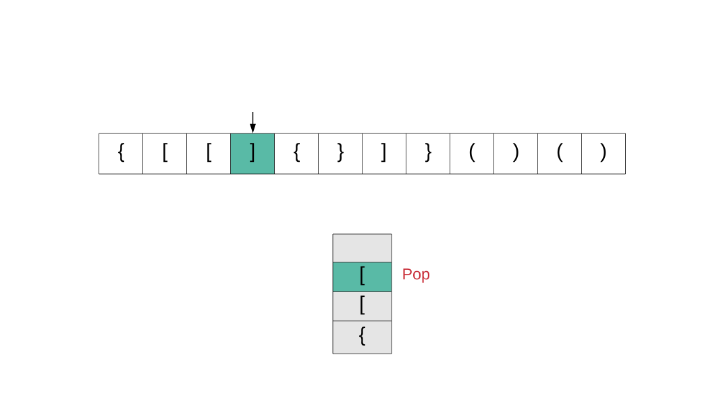 { [ [ ] { } ] } ( ) ( )
[ Pop
[
{